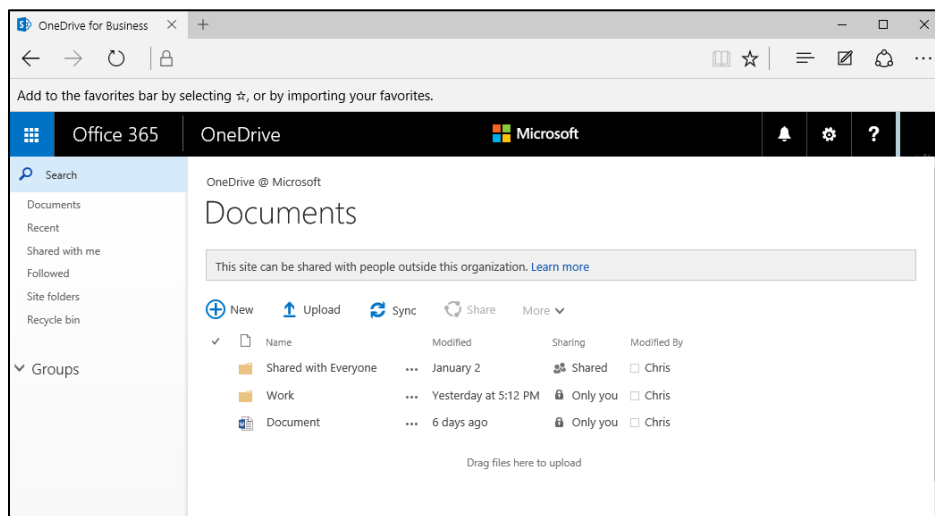 OneDrive for Business
Add to the favorites bar by selecting ☆, or by importing your favorites.
Office 365 OneDrive Microsoft ?
Search
Documents
Recent
Shared with me
Followed
Site folders
Recycle bin
Groups
OneDrive @ Microsoft
Documents
This site can be shared with people outside this organization. Learn more
New Upload Sync Share More
Name Modified Sharing Modified By
Shared with Everyone ... January 2 Shared Chris
Work ... Yesterday at 5:12 PM Only you Chris
Document ... 6 days ago Only you Chris
Drag files here to upload